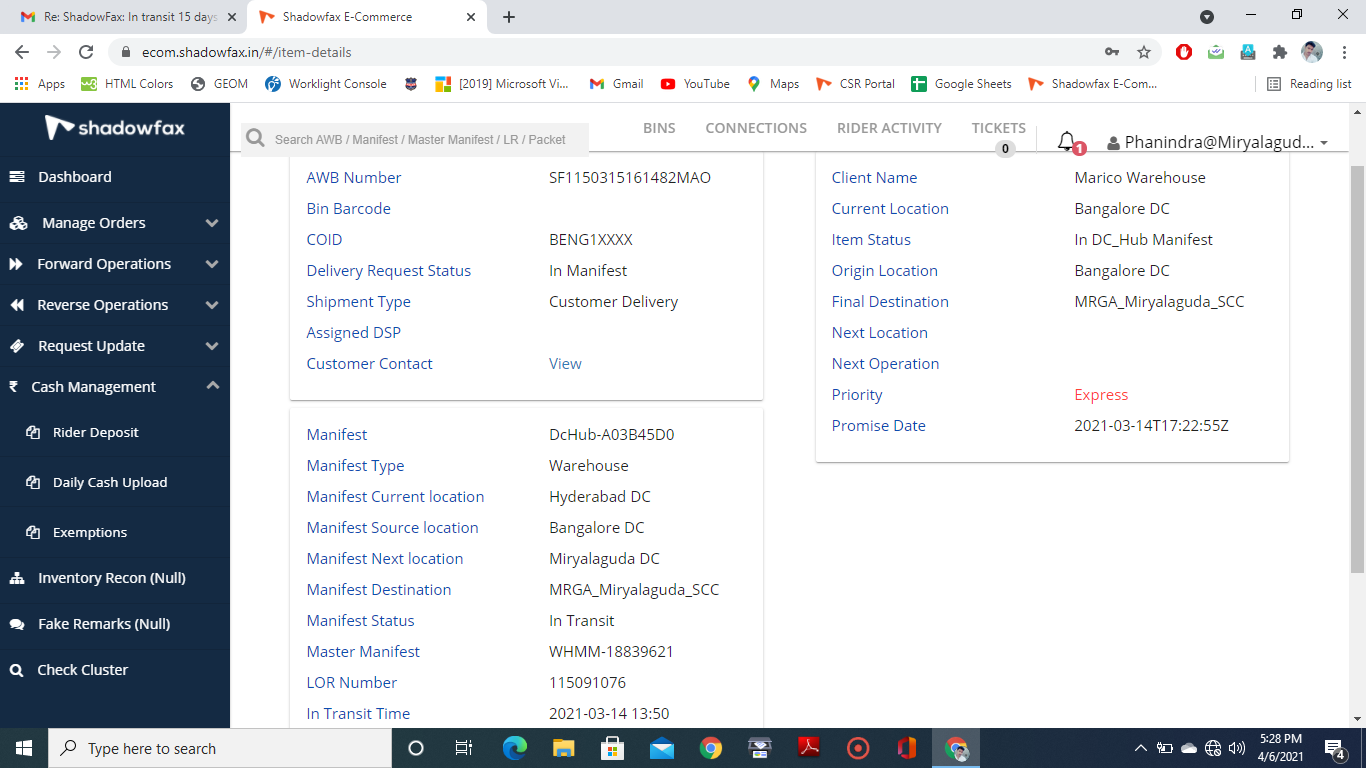 Re: ShadowFax: In transit 15 days
Shadowfax E-Commerce
ecom.shadowfax.in/#/item-details
Apps
HTML Colors
GEOM
Worklight Console
[2019] Microsoft Vi...
Gmail
YouTube
Maps
CSR Portal
Google Sheets
Shadowfax E-Com...
Reading list
shadowfax
Search AWB / Manifest / Master Manifest / LR / Packet
BINS
CONNECTIONS
RIDER ACTIVITY
TICKETS
0
1
Phanindra@Miryalagud...
Dashboard
Manage Orders
Forward Operations
Reverse Operations
Request Update
₹ Cash Management
Rider Deposit
Daily Cash Upload
Exemptions
Inventory Recon (Null)
Fake Remarks (Null)
Check Cluster
AWB Number SF1150315161482MAO
Bin Barcode
COID BENG1XXXX
Delivery Request Status In Manifest
Shipment Type Customer Delivery
Assigned DSP
Customer Contact View
Client Name Marico Warehouse
Current Location Bangalore DC
Item Status In DC_Hub Manifest
Origin Location Bangalore DC
Final Destination MRGA_Miryalaguda_SCC
Next Location
Next Operation
Priority Express
Promise Date 2021-03-14T17:22:55Z
Manifest DcHub-A03B45D0
Manifest Type Warehouse
Manifest Current location Hyderabad DC
Manifest Source location Bangalore DC
Manifest Next location Miryalaguda DC
Manifest Destination MRGA_Miryalaguda_SCC
Manifest Status In Transit
Master Manifest WHMM-18839621
LOR Number 115091076
In Transit Time 2021-03-14 13:50
Type here to search
5:28 PM
4/6/2021
4